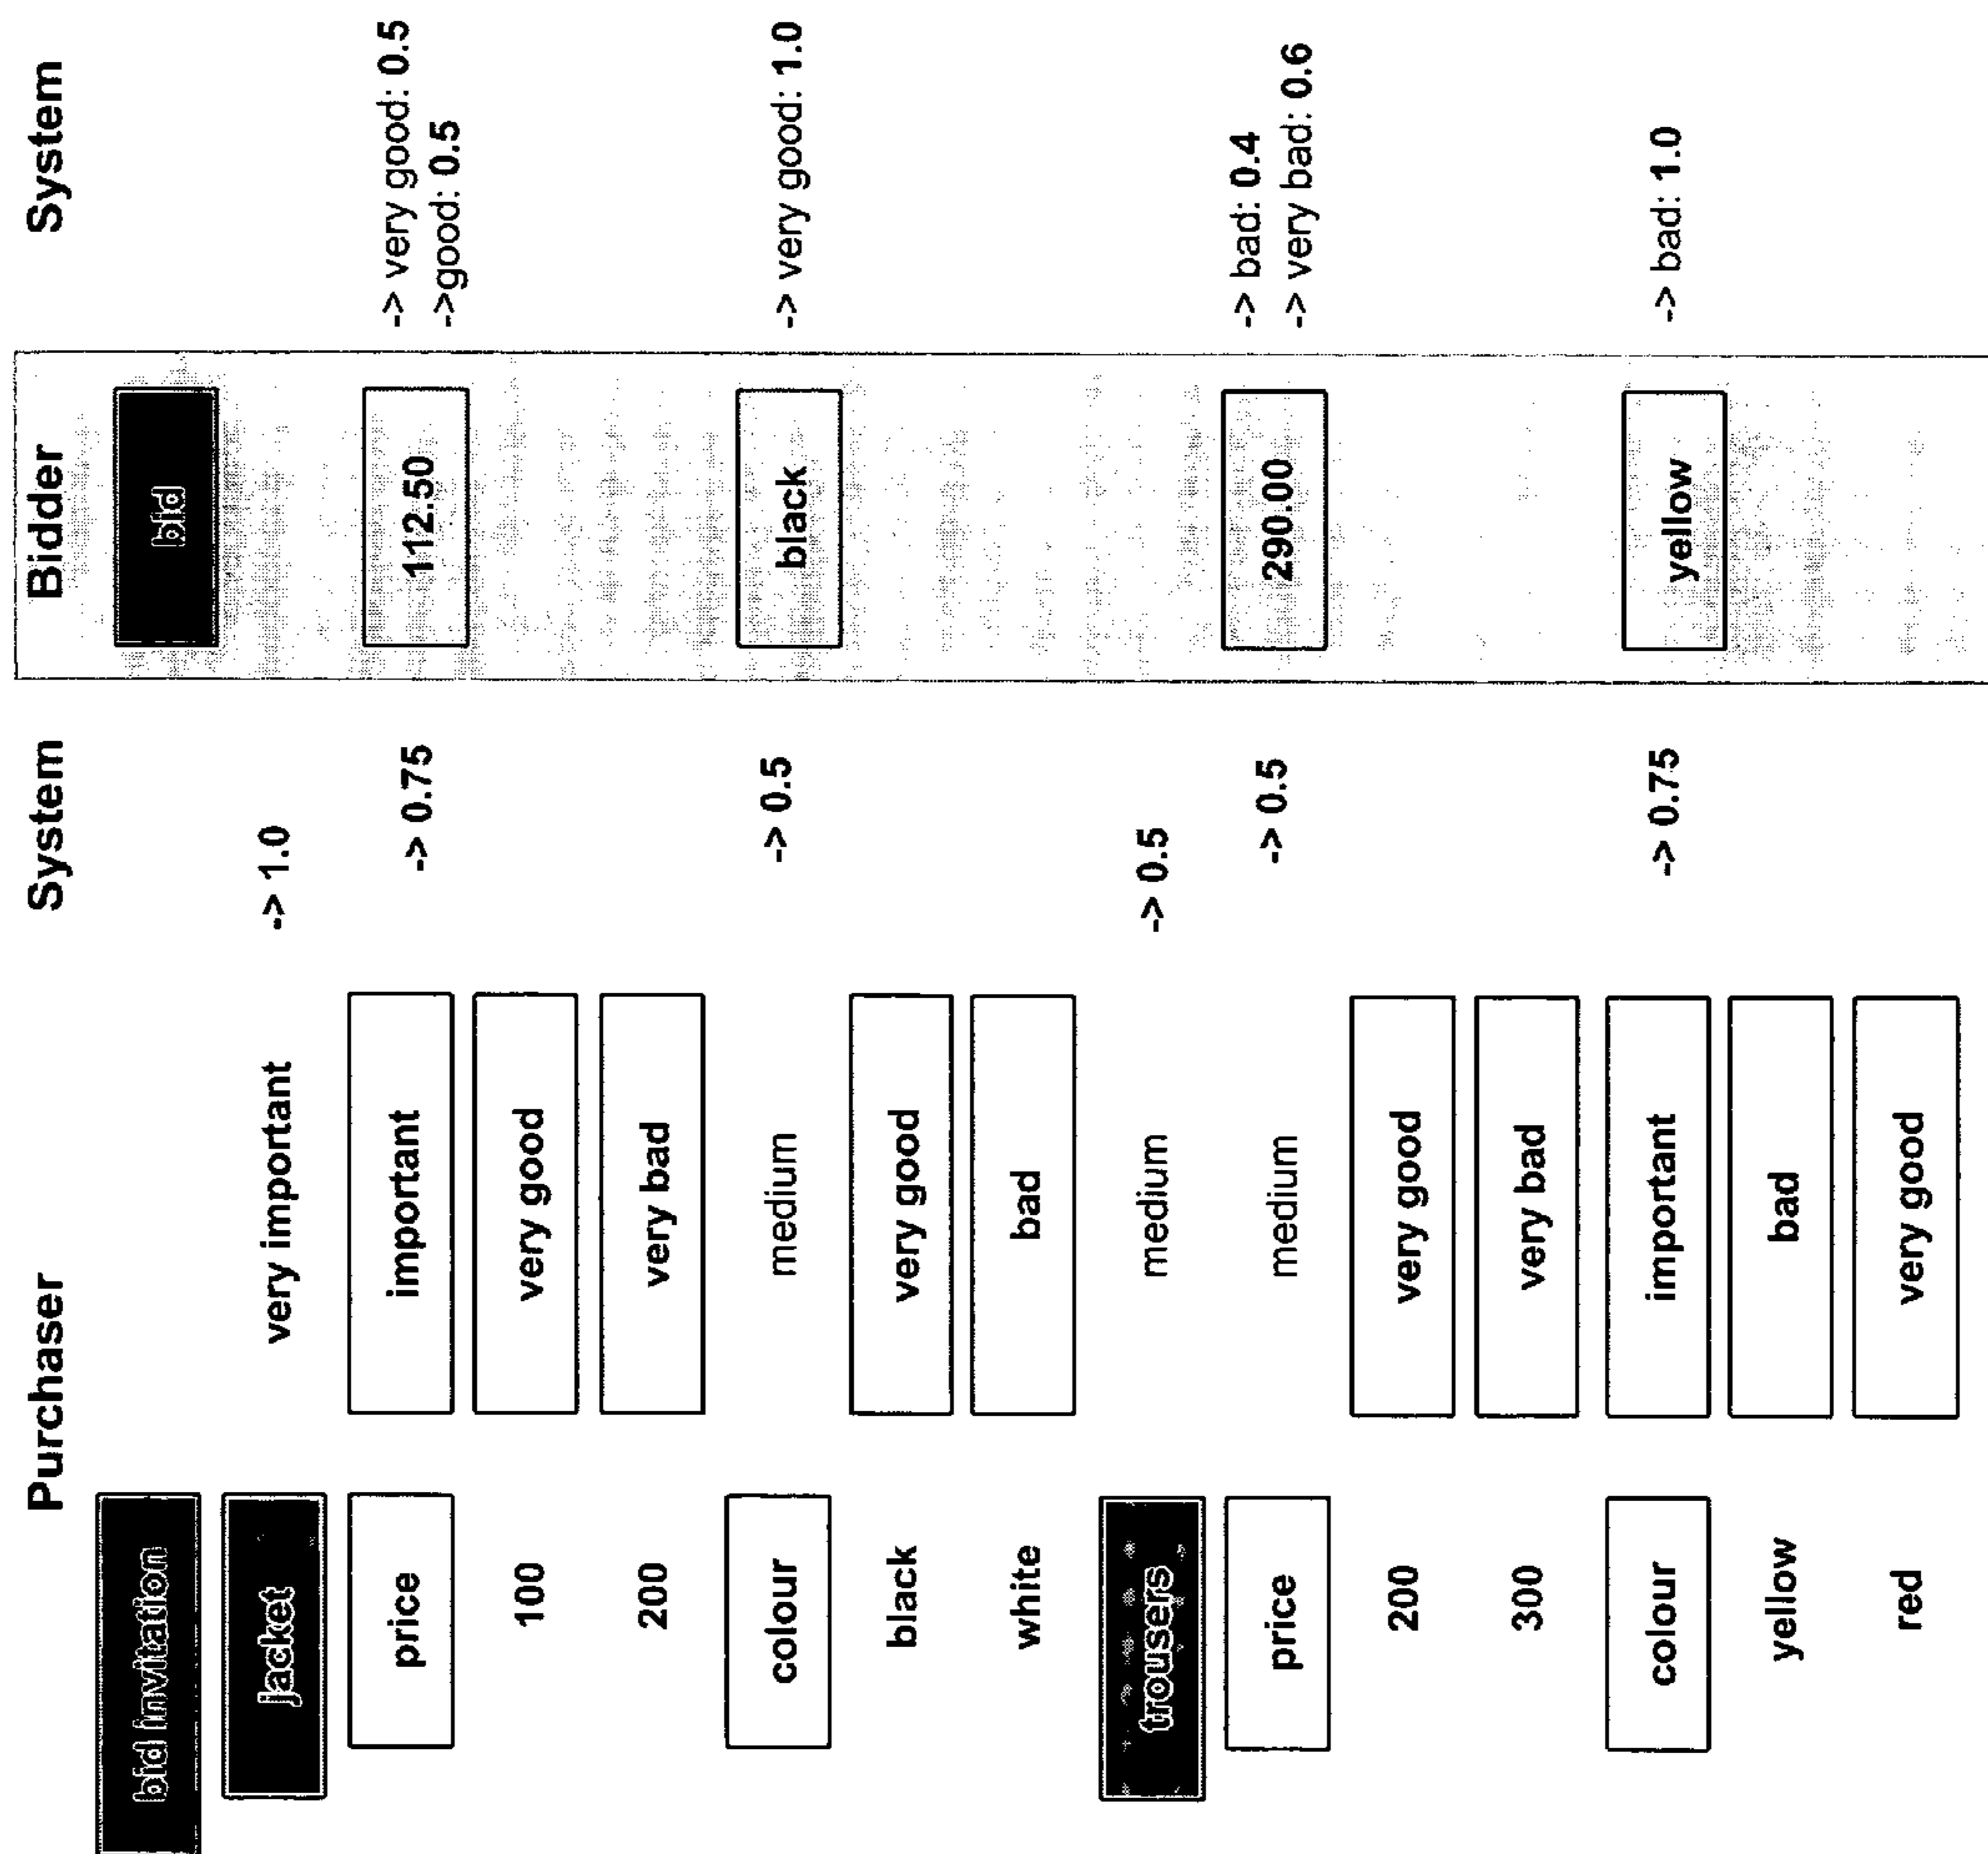 Purchaser System Bidder System
bid invitation bid
jacket very important -> 1.0
price important -> 0.75 112.50 -> very good: 0.5
->good: 0.5
100 very good
200 very bad
colour medium -> 0.5 black -> very good: 1.0
black very good
white bad
trousers medium -> 0.5
price medium -> 0.5 290.00 -> bad: 0.4
-> very bad: 0.6
200 very good
300 very bad
colour important -> 0.75 yellow -> bad: 1.0
yellow bad
red very good